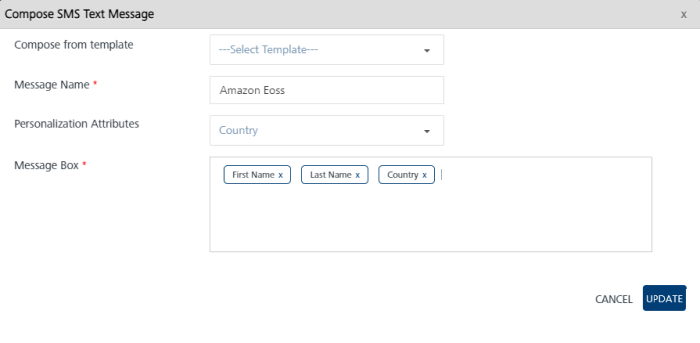 Compose SMS Text Message x
Compose from template ---Select Template---
Message Name * Amazon Eoss
Personalization Attributes Country
Message Box * First Name x Last Name x Country x
CANCEL UPDATE